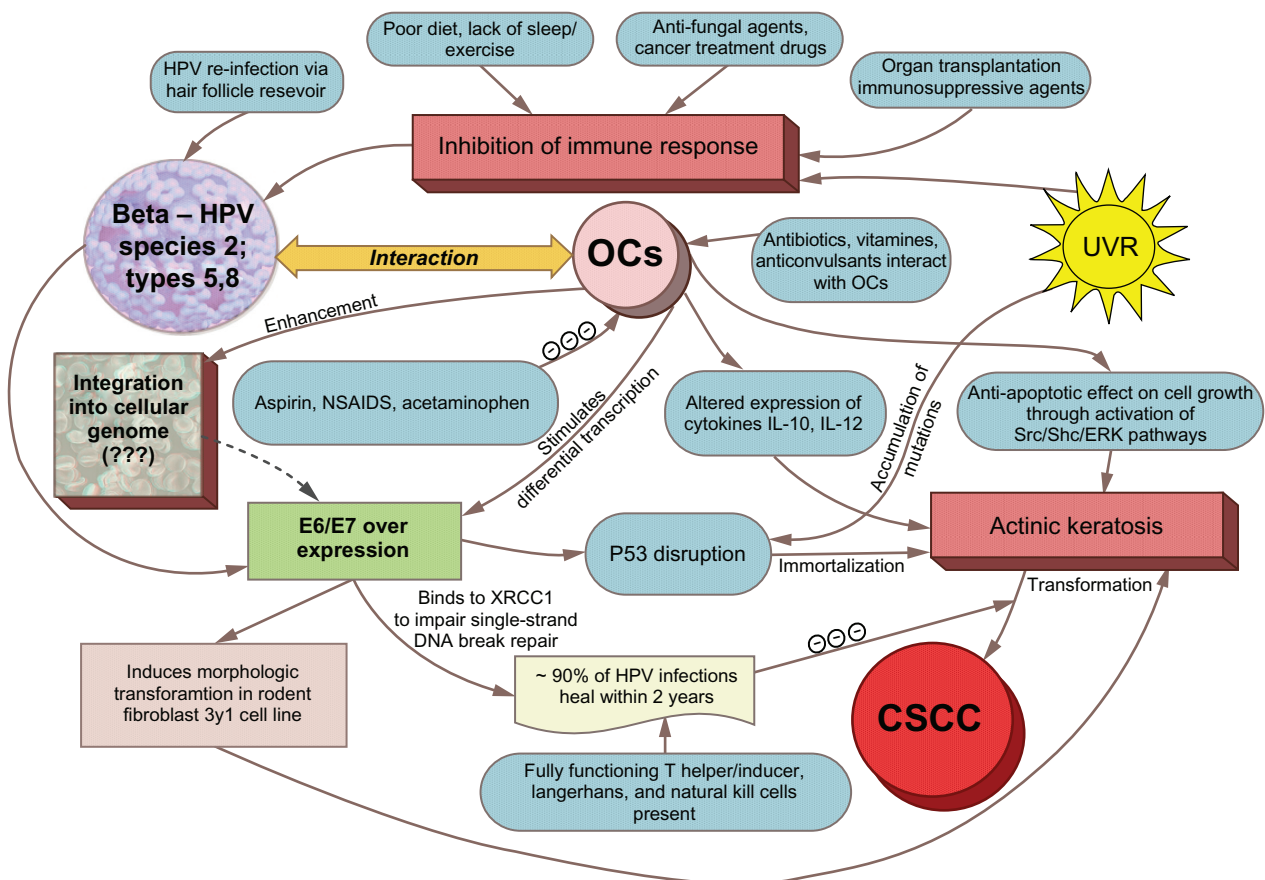 Poor diet, lack of sleep/
exercise
Anti-fungal agents,
cancer treatment drugs
HPV re-infection via
hair follicle resevoir
Organ transplantation
immunosuppressive agents
Inhibition of immune response
Beta – HPV
species 2;
types 5,8
Interaction
OCs
Antibiotics, vitamines,
anticonvulsants interact
with OCs
UVR
Enhancement
Integration
into cellular
genome
(???)
Aspirin, NSAIDS, acetaminophen
Stimulates
differential transcription
Altered expression of
cytokines IL-10, IL-12
Accumulation of
mutations
Anti-apoptotic effect on cell growth
through activation of
Src/Shc/ERK pathways
E6/E7 over
expression
P53 disruption
Immortalization
Actinic keratosis
Transformation
Binds to XRCC1
to impair single-strand
DNA break repair
Induces morphologic
transforamtion in rodent
fibroblast 3y1 cell line
~ 90% of HPV infections
heal within 2 years
CSCC
Fully functioning T helper/inducer,
langerhans, and natural kill cells
present